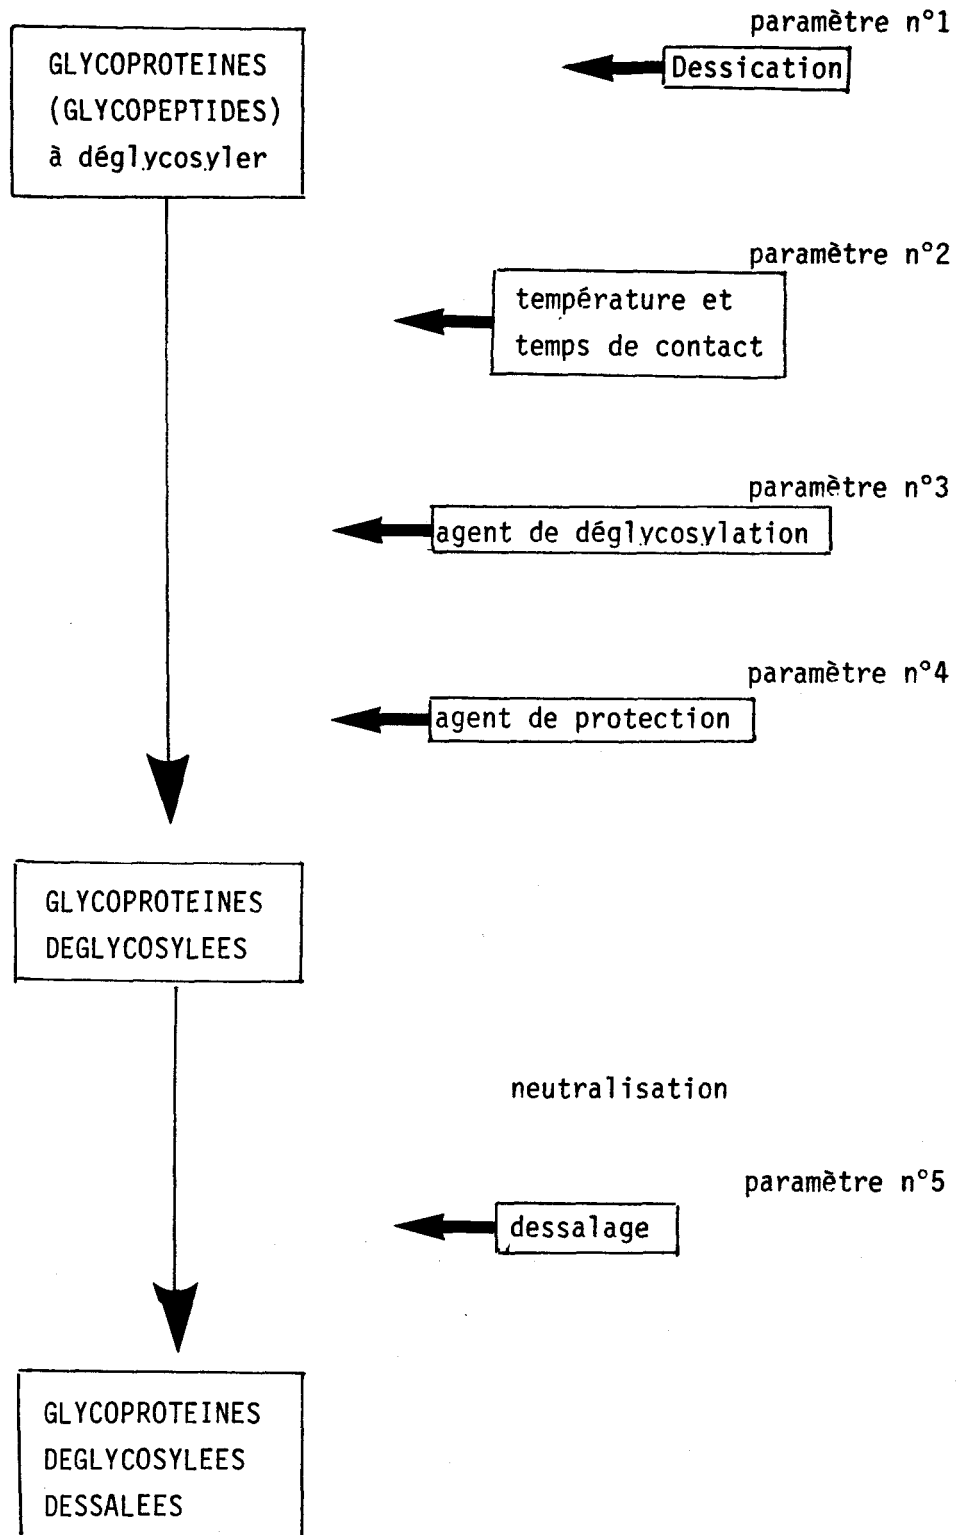 paramètre n°1
GLYCOPROTEINES
(GLYCOPEPTIDES)
à déglycosyler
Dessication
paramètre n°2
température et
temps de contact
paramètre n°3
agent de déglycosylation
paramètre n°4
agent de protection
GLYCOPROTEINES
DEGLYCOSYLEES
neutralisation
paramètre n°5
dessalage
GLYCOPROTEINES
DEGLYCOSYLEES
DESSALEES